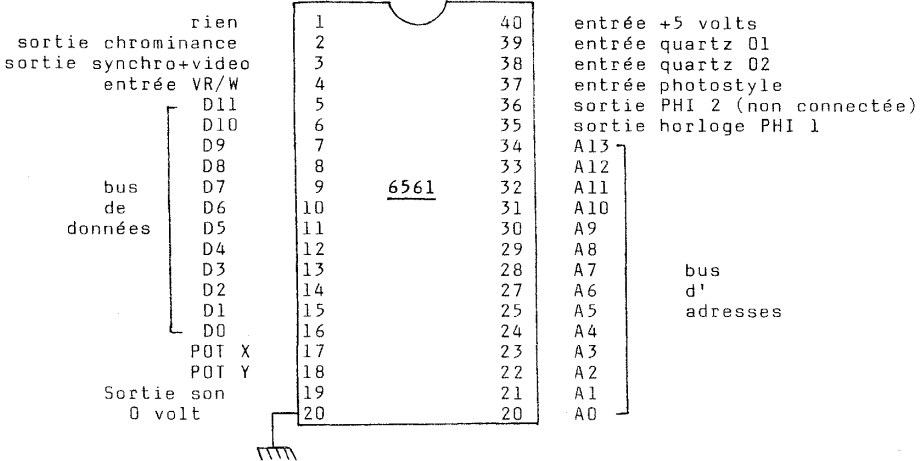 rien 1 40 entrée +5 volts
sortie chrominance 2 39 entrée quartz 01
sortie synchro+video 3 38 entrée quartz 02
entrée VR/W 4 37 entrée photostyle
D11 5 36 sortie PHI 2 (non connectée)
D10 6 35 sortie horloge PHI 1
D9 7 34 A13
D8 8 33 A12
bus D7 9 6561 32 A11
de D6 10 31 A10
données D5 11 30 A9
D4 12 29 A8
D3 13 28 A7 bus
D2 14 27 A6 d'
D1 15 25 A5 adresses
D0 16 24 A4
POT X 17 23 A3
POT Y 18 22 A2
Sortie son 19 21 A1
0 volt 20 20 A0